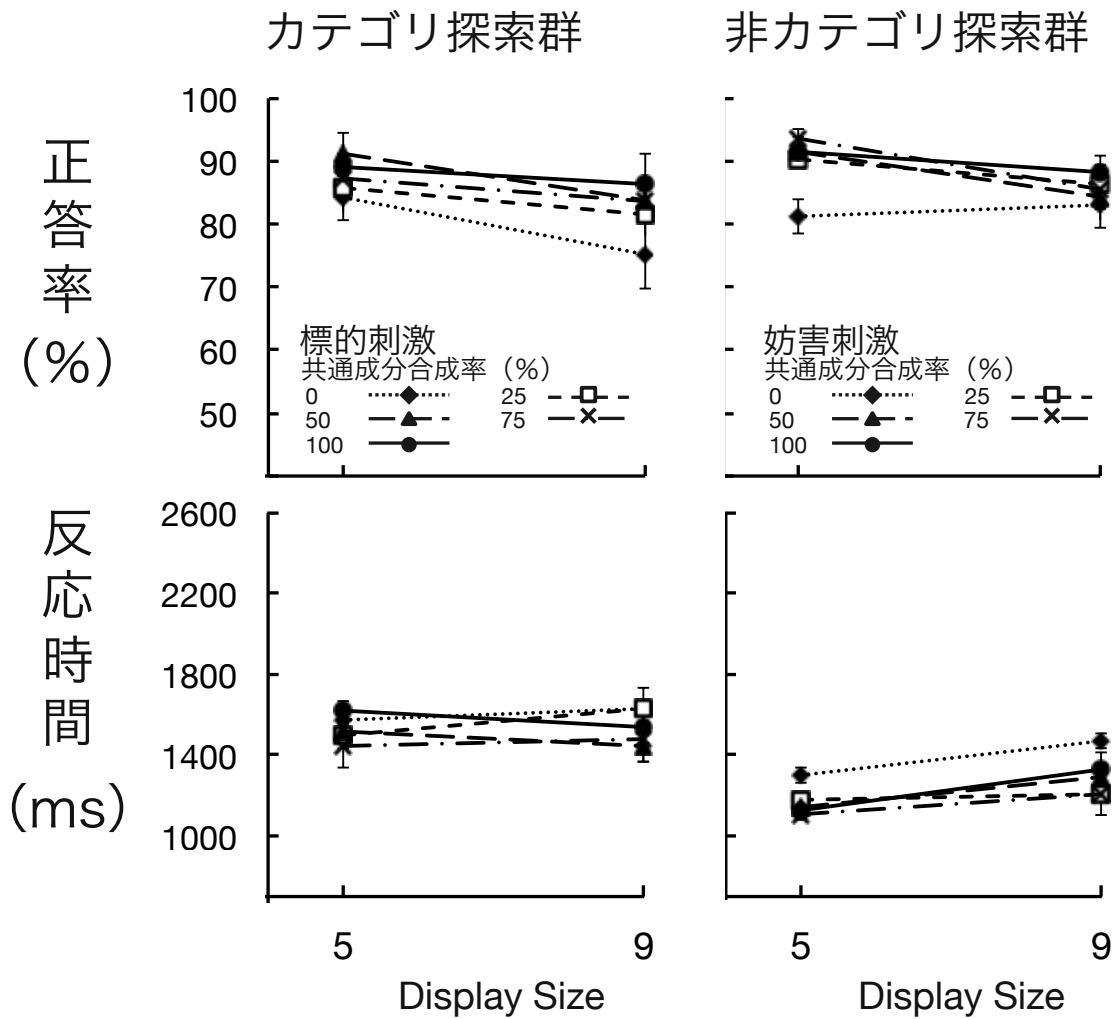 カテゴリ探索群
非カテゴリ探索群
正答率
(%)
100
90
80
70
60
50
標的刺激
共通成分合成率（%）
0 25
50 75
100
妨害刺激
共通成分合成率（%）
0 25
50 75
100
反応時間
(ms)
2600
2200
1800
1400
1000
5 9
Display Size
5 9
Display Size